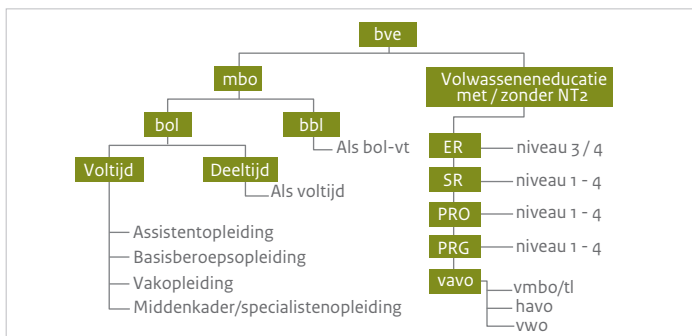 bve
mbo
Volwasseneneducatie
met / zonder NT2
bol
bbl
Als bol-vt
ER
niveau 3 / 4
Voltijd
Deeltijd
SR
niveau 1 - 4
Als voltijd
PRO
niveau 1 - 4
Assistentopleiding
PRG
niveau 1 - 4
Basisberoepsopleiding
vavo
Vakopleiding
vmbo/tl
Middenkader/specialistenopleiding
havo
vwo